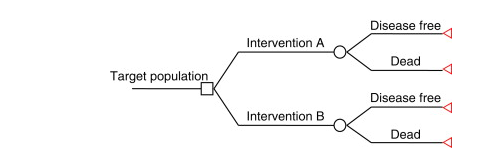 Disease free
Intervention A
Dead
Target population
Disease free
Intervention B
Dead